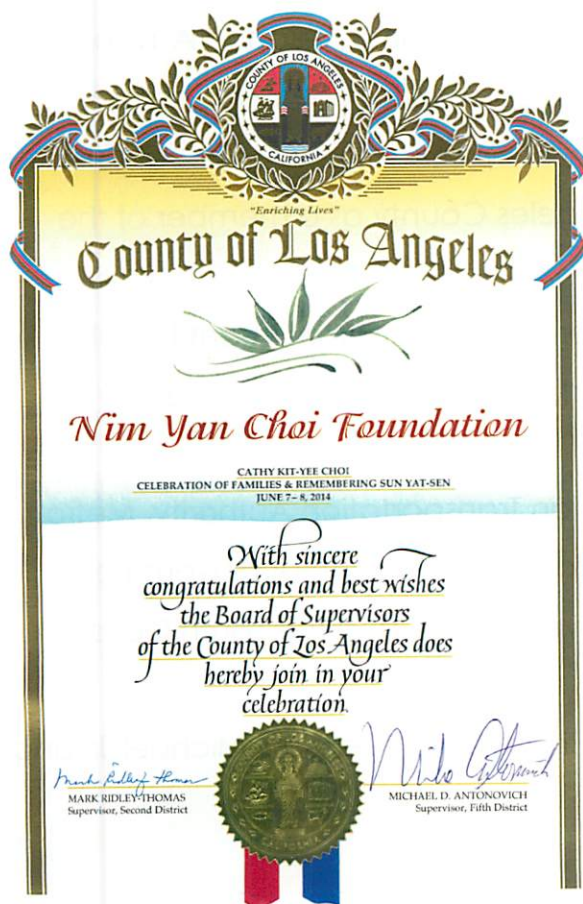 COUNTY OF LOS ANGELES
CALIFORNIA
"Enriching Lives"
County of Los Angeles
Nim Yan Choi Foundation
CATHY KIT-YEE CHOI
CELEBRATION OF FAMILIES & REMEMBERING SUN YAT-SEN
JUNE 7– 8, 2014
With sincere
congratulations and best wishes
the Board of Supervisors
of the County of Los Angeles does
hereby join in your
celebration.
Mark Ridley-Thomas
MARK RIDLEY-THOMAS
Supervisor, Second District
MICHAEL D. ANTONOVICH
Supervisor, Fifth District